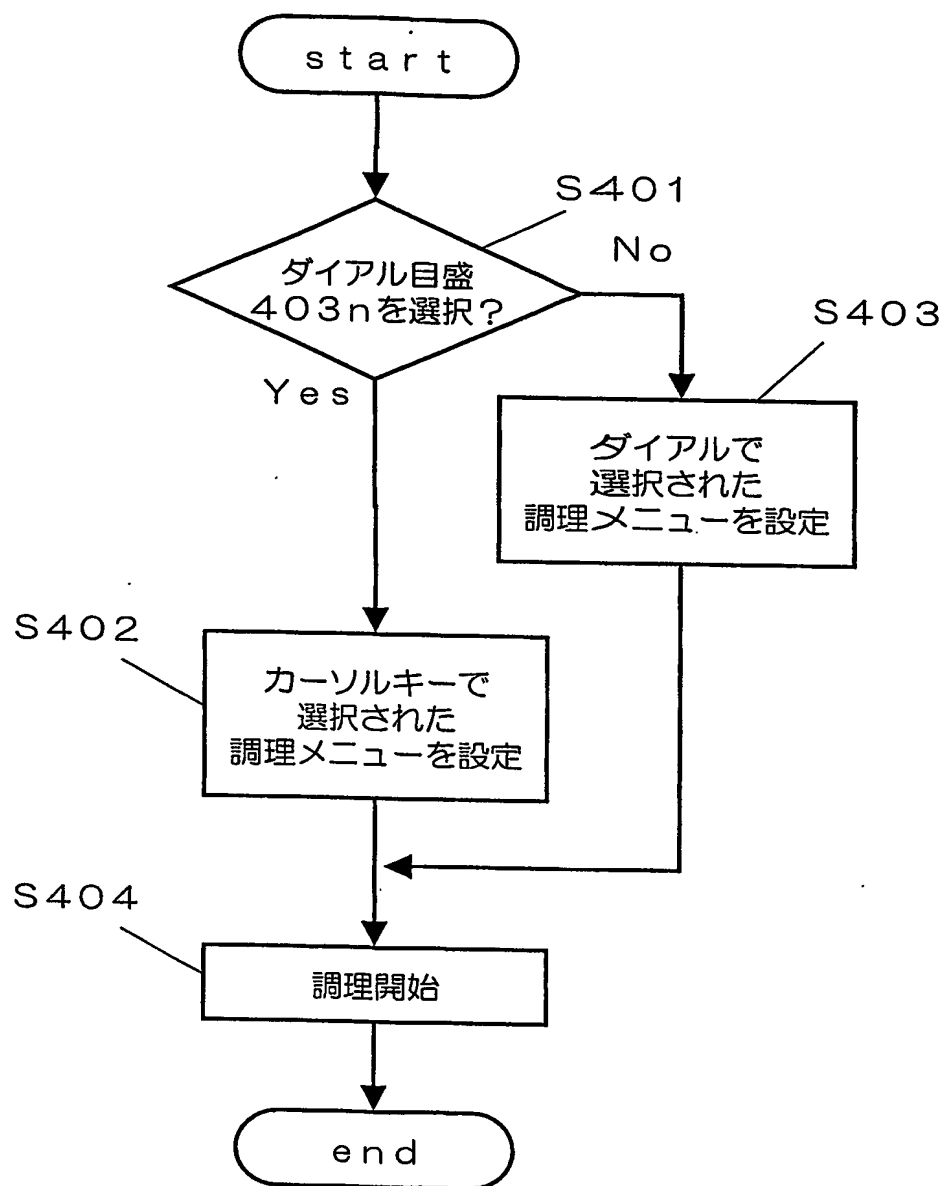 start
S401
ダイアル目盛
403nを選択?
No
Yes
S403
ダイアルで
選択された
調理メニューを設定
S402
カーソルキーで
選択された
調理メニューを設定
S404
調理開始
end